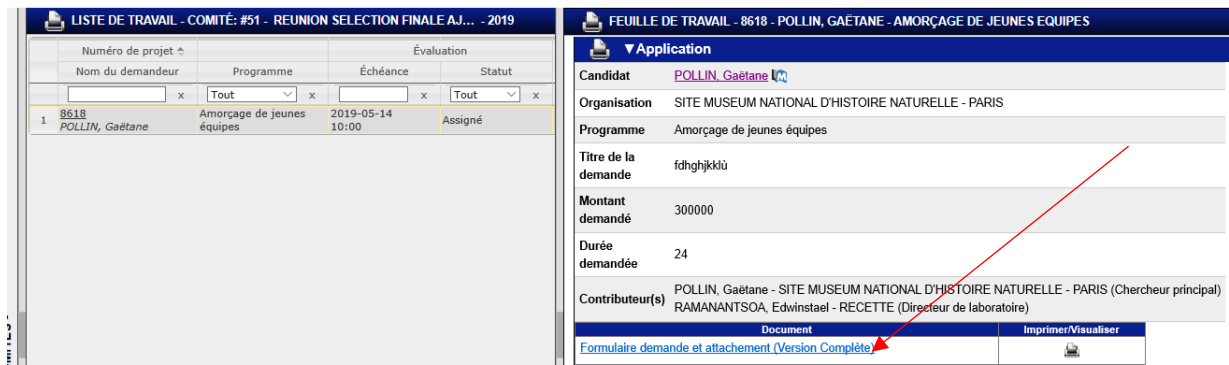 LISTE DE TRAVAIL - COMITÉ: #51 - REUNION SELECTION FINALE AJ... - 2019
Numéro de projet
Évaluation
Nom du demandeur
Programme
Échéance
Statut
x
Tout
x
x
Tout
x
1
8618
POLLIN, Gaëtane
Amorçage de jeunes
équipes
2019-05-14
10:00
Assigné
FEUILLE DE TRAVAIL - 8618 - POLLIN, GAËTANE - AMORÇAGE DE JEUNES EQUIPES
▼Application
Candidat
POLLIN, Gaëtane
Organisation
SITE MUSEUM NATIONAL D'HISTOIRE NATURELLE - PARIS
Programme
Amorçage de jeunes équipes
Titre de la
demande
fdhghjkklù
Montant
demandé
300000
Durée
demandée
24
Contributeur(s)
POLLIN, Gaëtane - SITE MUSEUM NATIONAL D'HISTOIRE NATURELLE - PARIS (Chercheur principal)
RAMANANTSOA, Edwinstael - RECETTE (Directeur de laboratoire)
Document
Imprimer/Visualiser
Formulaire demande et attachement (Version Complète)